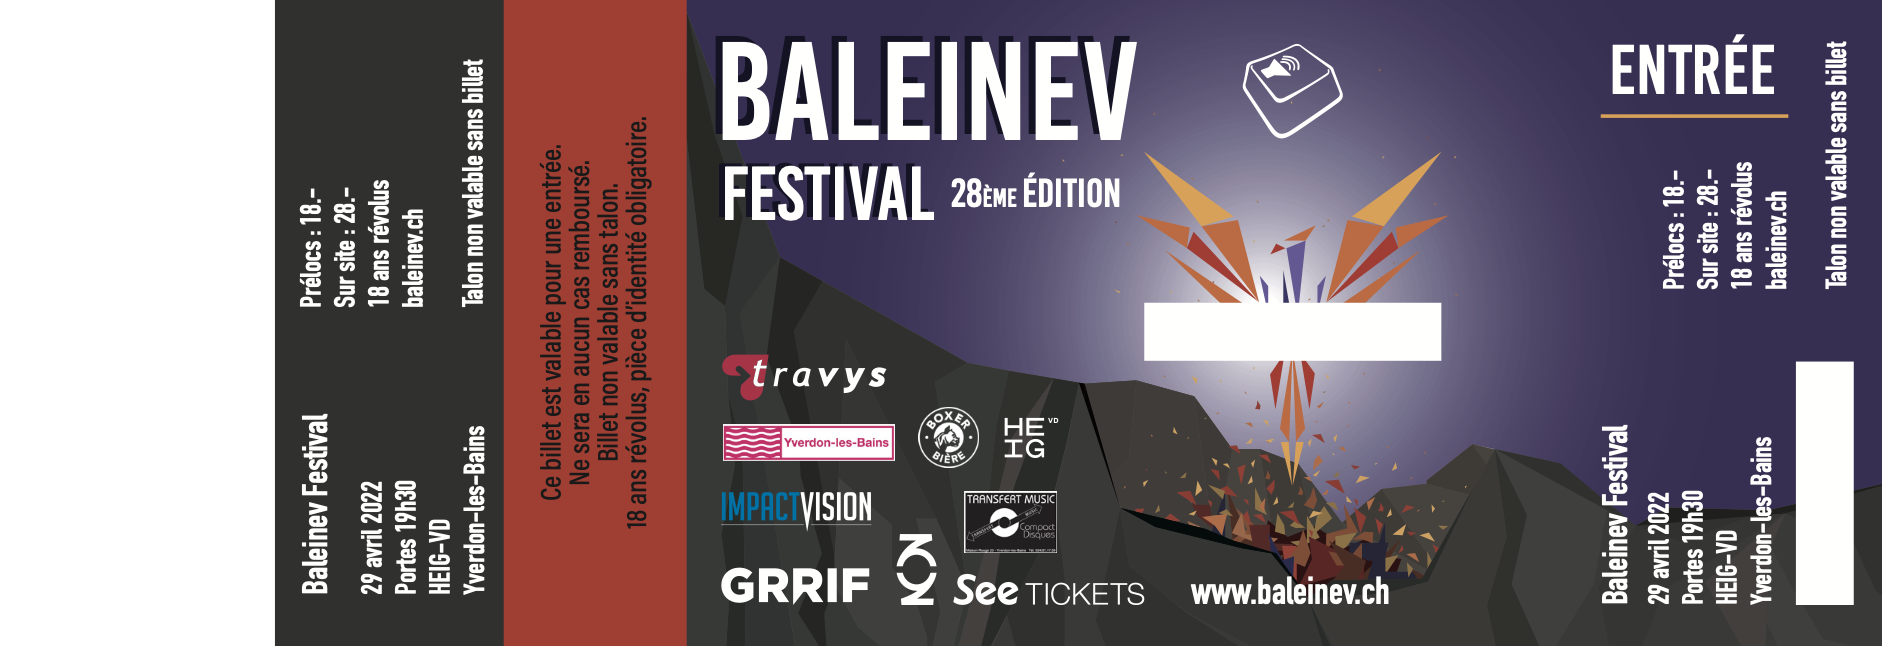 Baleinev Festival
29 avril 2022
Portes 19h30
HEIG-VD
Yverdon-les-Bains
Prélocs : 18.-
Sur site : 28.-
18 ans révolus
baleinev.ch
Talon non valable sans billet
Ce billet est valable pour une entrée.
Ne sera en aucun cas remboursé.
Billet non valable sans talon.
18 ans révolus, pièce d'identité obligatoire.
BALEINEV
FESTIVAL 28ÈME ÉDITION
travys
Yverdon-les-Bains
BOXER
BIÈRE
HE
IG
VD
IMPACTVISION
TRANSFERT MUSIC
Compact
Disques
GRRIF
See TICKETS
www.baleinev.ch
ENTRÉE
Baleinev Festival
29 avril 2022
Portes 19h30
HEIG-VD
Yverdon-les-Bains
Prélocs : 18.-
Sur site : 28.-
18 ans révolus
baleinev.ch
Talon non valable sans billet